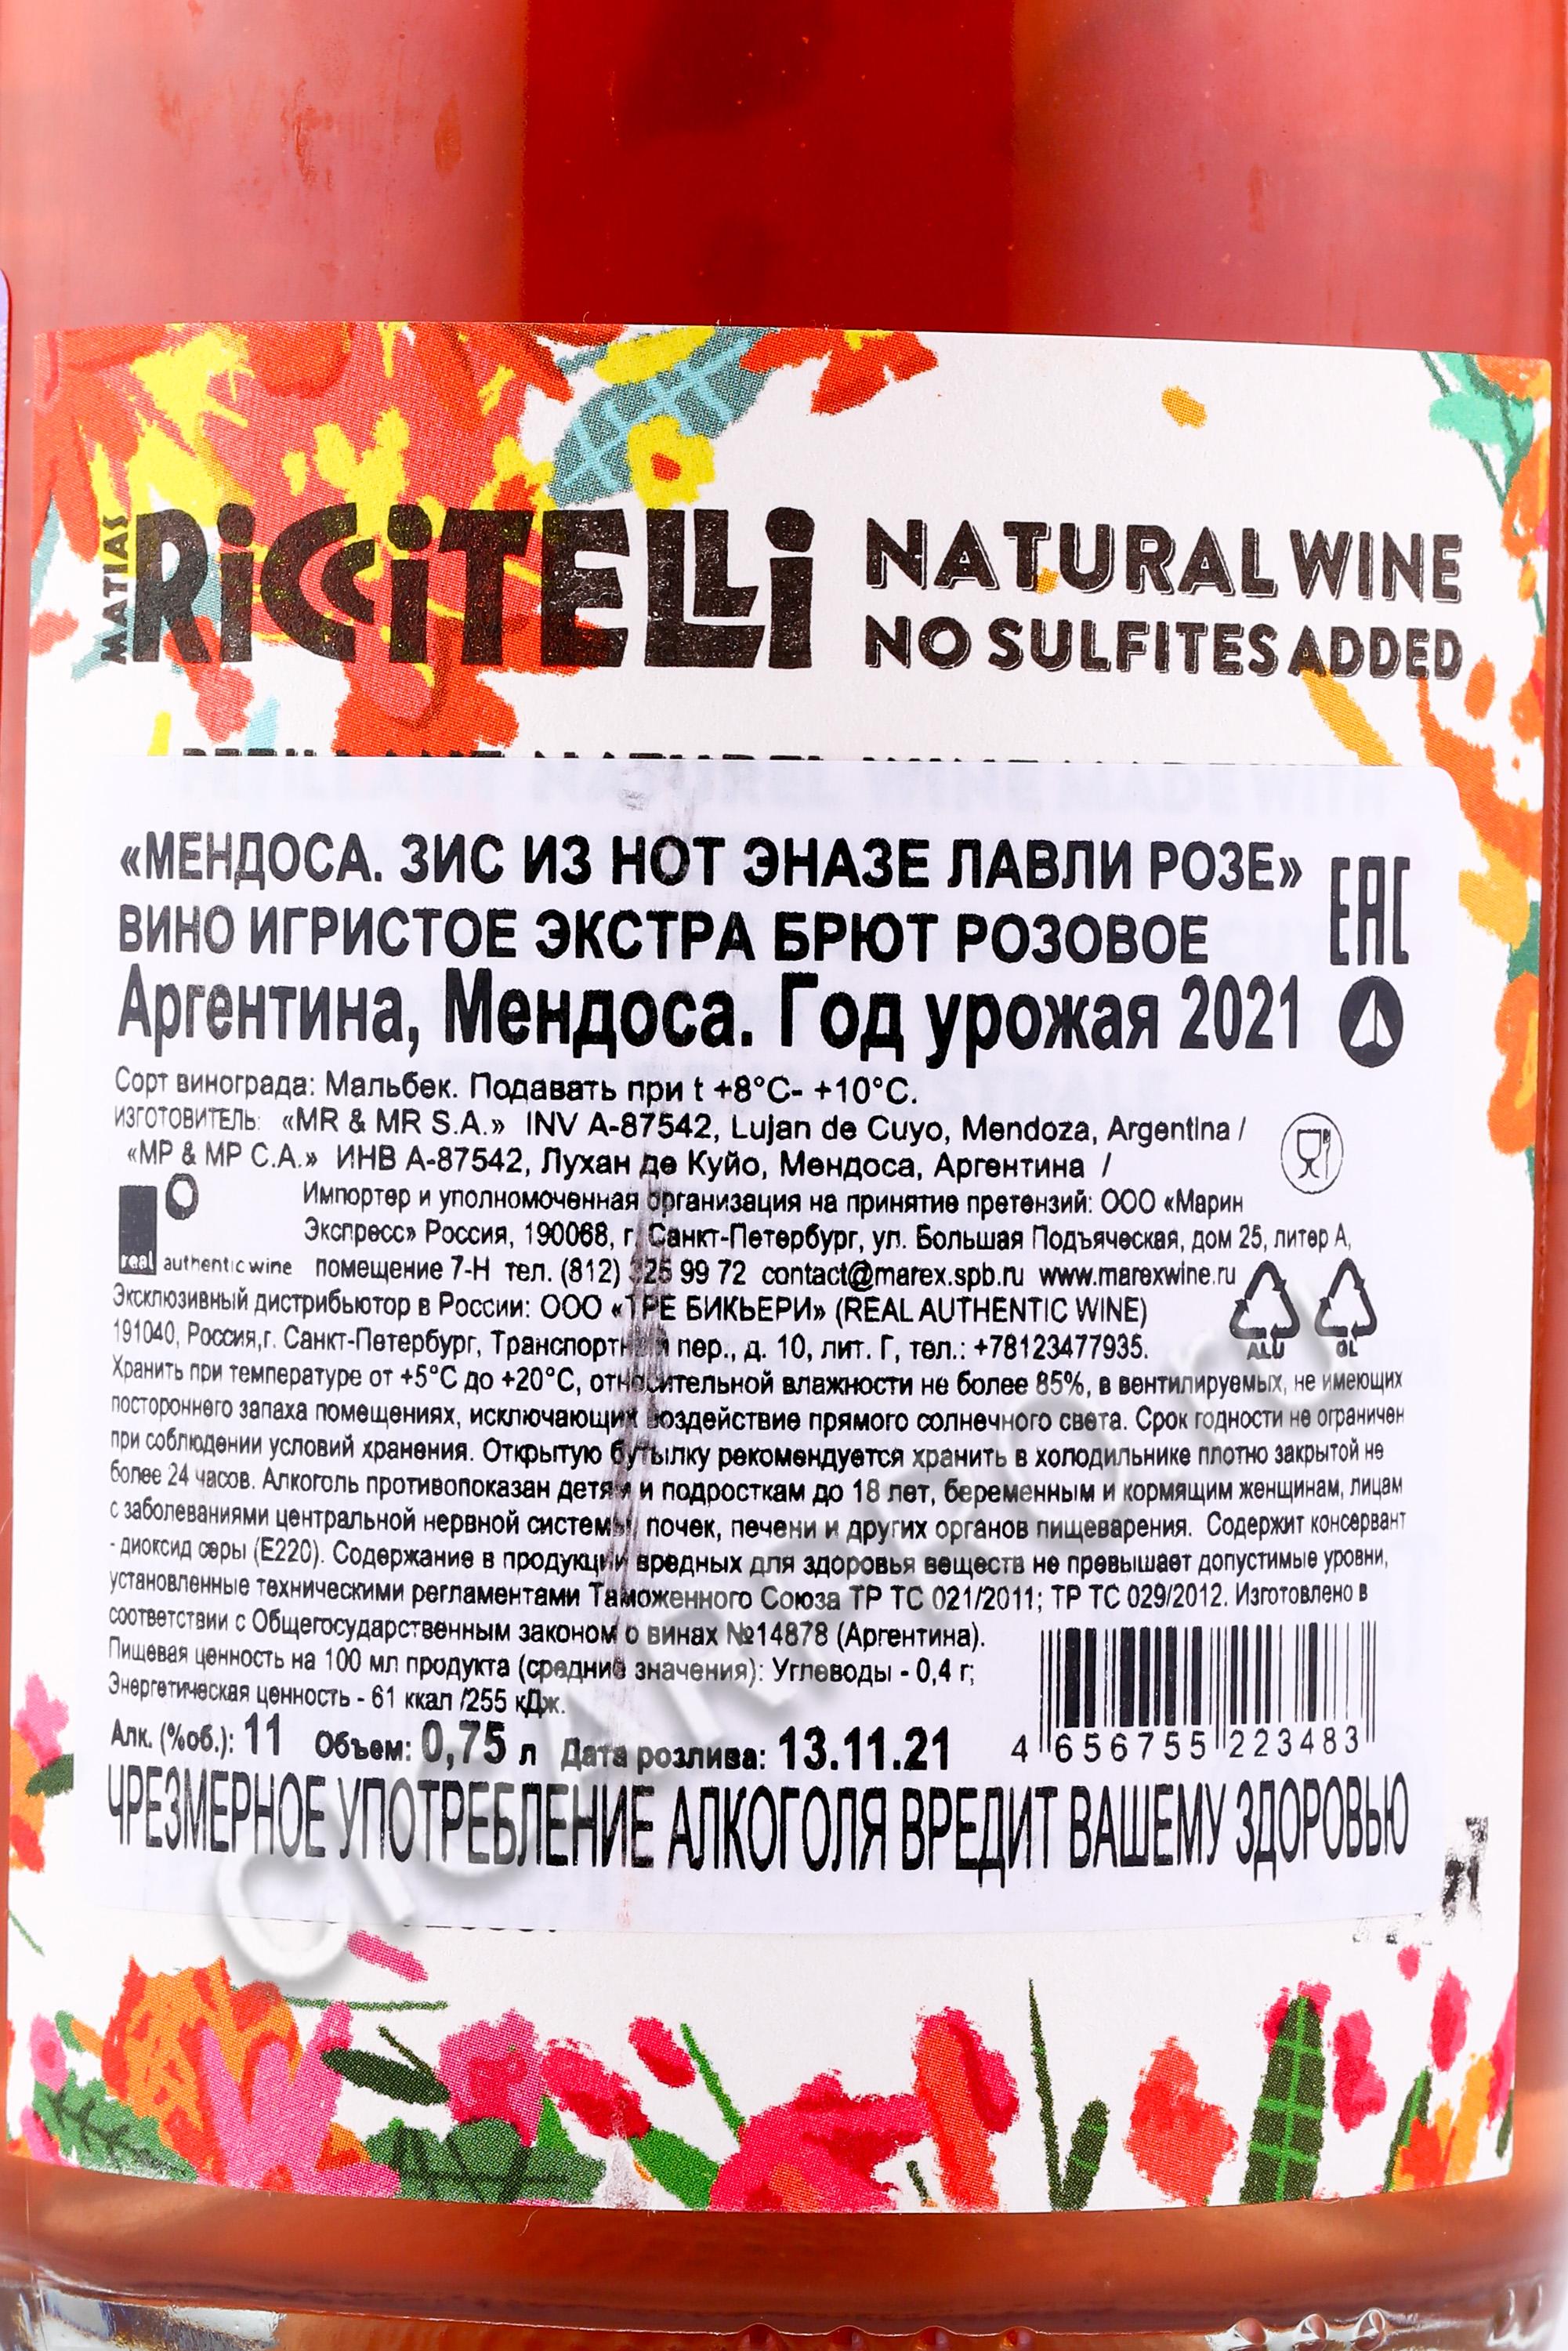 MATIAS RICCITELLI NATURAL WINE
NO SULFITES ADDED
«МЕНДОСА. ЗИС ИЗ НОТ ЭНАЗЕ ЛАВЛИ РОЗЕ»
ВИНО ИГРИСТОЕ ЭКСТРА БРЮТ РОЗОВОЕ
EAC
Аргентина, Мендоса. Год урожая 2021
Сорт винограда: Мальбек. Подавать при t +8°C- +10°C.
ИЗГОТОВИТЕЛЬ: «MR & MR S.A.» INV A-87542, Lujan de Cuyo, Mendoza, Argentina /
«МР & МР С.А.» ИНВ А-87542, Лухан де Куйо, Мендоса, Аргентина /
Импортер и уполномоченная организация на принятие претензий: ООО «Марин
Экспресс» Россия, 190068, г. Санкт-Петербург, ул. Большая Подъяческая, дом 25, литер А,
real authentic wine помещение 7-Н тел. (812) 325 99 72 contact@marex.spb.ru www.marexwine.ru
Эксклюзивный дистрибьютор в России: ООО «ТРЕ БИКЬЕРИ» (REAL AUTHENTIC WINE)
191040, Россия,г. Санкт-Петербург, Транспортный пер., д. 10, лит. Г, тел.: +78123477935.
ALU GL
Хранить при температуре от +5°C до +20°C, относительной влажности не более 85%, в вентилируемых, не имеющих
постороннего запаха помещениях, исключающих воздействие прямого солнечного света. Срок годности не ограничен
при соблюдении условий хранения. Открытую бутылку рекомендуется хранить в холодильнике плотно закрытой не
более 24 часов. Алкоголь противопоказан детям и подросткам до 18 лет, беременным и кормящим женщинам, лицам
с заболеваниями центральной нервной системы, почек, печени и других органов пищеварения. Содержит консервант
- диоксид серы (E220). Содержание в продукции вредных для здоровья веществ не превышает допустимые уровни,
установленные техническими регламентами Таможенного Союза ТР ТС 021/2011; ТР ТС 029/2012. Изготовлено в
соответствии с Общегосударственным законом о винах №14878 (Аргентина).
Пищевая ценность на 100 мл продукта (средние значения): Углеводы - 0,4 г;
Энергетическая ценность - 61 ккал /255 кДж.
Алк. (%об.): 11 Объем: 0,75 л Дата розлива: 13.11.21
4 656755 223483
ЧРЕЗМЕРНОЕ УПОТРЕБЛЕНИЕ АЛКОГОЛЯ ВРЕДИТ ВАШЕМУ ЗДОРОВЬЮ
CIGARPRO.ru